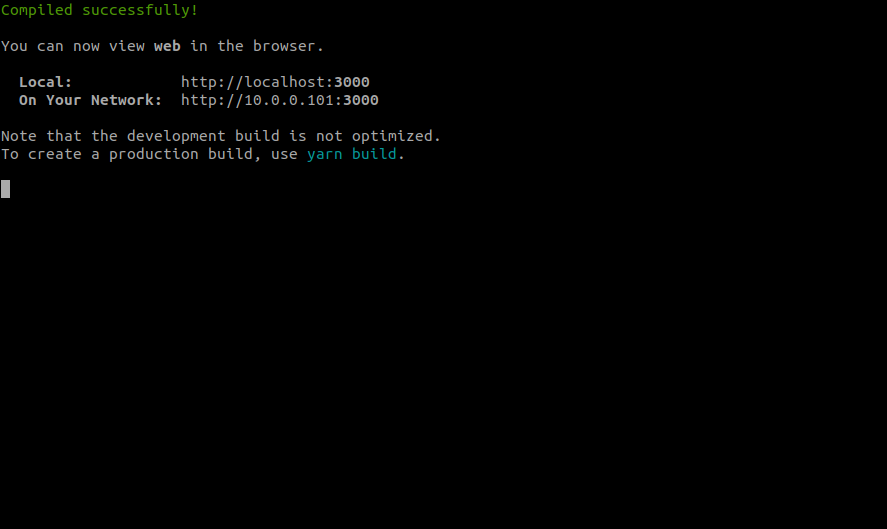 Compiled successfully!
You can now view web in the browser.
Local: http://localhost:3000
On Your Network: http://10.0.0.101:3000
Note that the development build is not optimized.
To create a production build, use yarn build.